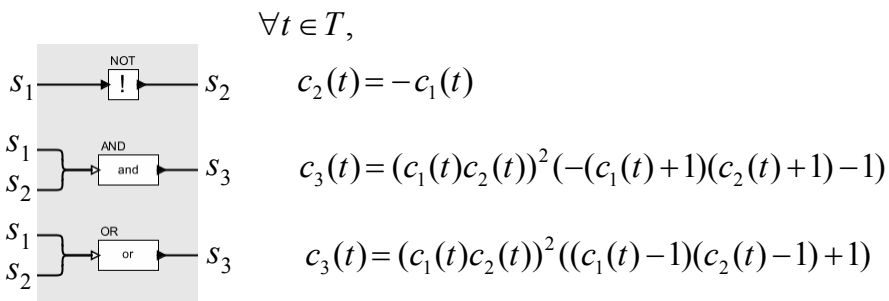 ∀t ∈ T,
NOT
s₁ ! s₂ c₂(t) = −c₁(t)
s₁ AND
and s₃ c₃(t) = (c₁(t)c₂(t))²(−(c₁(t)+1)(c₂(t)+1)−1)
s₂
s₁ OR
or s₃ c₃(t) = (c₁(t)c₂(t))²((c₁(t)−1)(c₂(t)−1)+1)
s₂